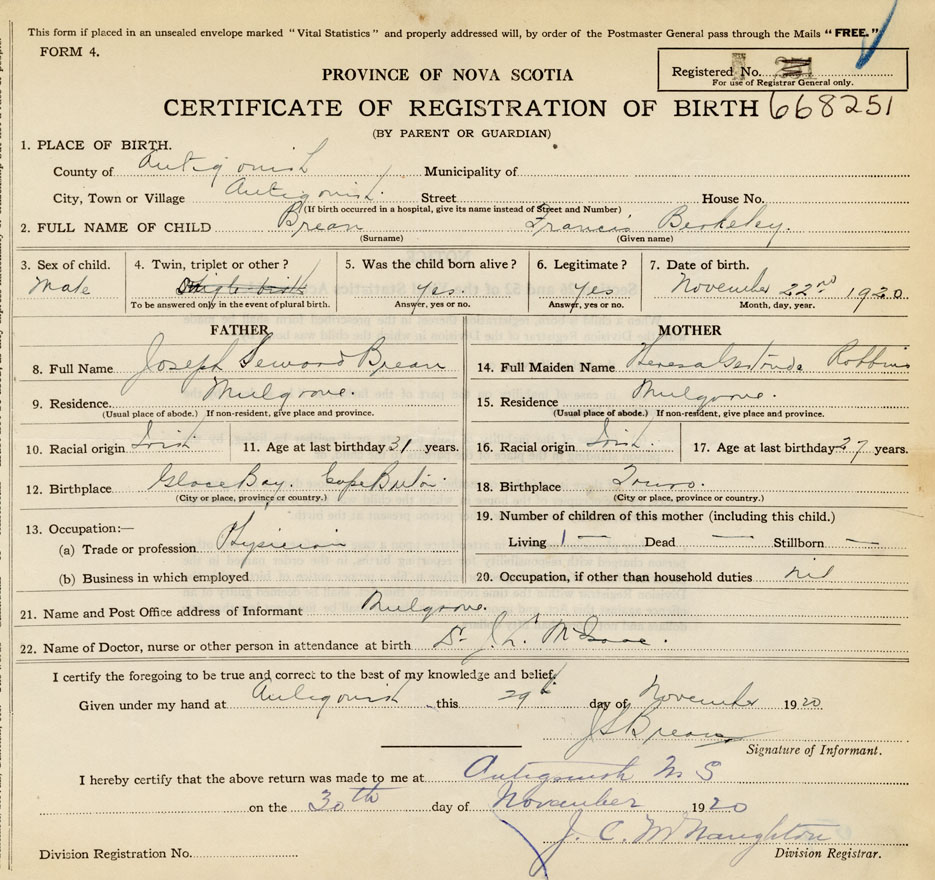 This form if placed in an unsealed envelope marked "Vital Statistics" and properly addressed will, by order of the Postmaster General pass through the Mails "FREE."
FORM 4.
PROVINCE OF NOVA SCOTIA
Registered No.
For use of Registrar General only.
CERTIFICATE OF REGISTRATION OF BIRTH 668251
(BY PARENT OR GUARDIAN)
1. PLACE OF BIRTH.
County of Antigonish Municipality of
City, Town or Village Antigonish. Street House No.
(If birth occurred in a hospital, give its name instead of Street and Number)
2. FULL NAME OF CHILD Brean Francis Berkeley.
(Surname) (Given name)
3. Sex of child. 4. Twin, triplet or other? 5. Was the child born alive? 6. Legitimate? 7. Date of birth.
Male Single birth Yes Yes November 22nd 1920
To be answered only in the event of plural birth. Answer, yes or no. Answer, yes or no. Month, day, year.
FATHER MOTHER
8. Full Name Joseph Seward Brean 14. Full Maiden Name Theresa Gertrude Robbins
9. Residence. Mulgrave. 15. Residence Mulgrave.
(Usual place of abode.) If non-resident, give place and province. (Usual place of abode.) If non-resident, give place and province.
10. Racial origin Irish 11. Age at last birthday 31 years. 16. Racial origin Irish. 17. Age at last birthday 27 years.
12. Birthplace Glace Bay. Cape Breton. 18. Birthplace Truro.
(City or place, province or country.) (City or place, province or country.)
13. Occupation:— 19. Number of children of this mother (including this child.)
(a) Trade or profession Physician Living 1 — Dead — Stillborn —
(b) Business in which employed 20. Occupation, if other than household duties nil
21. Name and Post Office address of Informant Mulgrave.
22. Name of Doctor, nurse or other person in attendance at birth Dr. J. L. McIsaac.
I certify the foregoing to be true and correct to the best of my knowledge and belief.
Given under my hand at Antigonish this 29th day of November 1920
J S Brean
Signature of Informant.
I hereby certify that the above return was made to me at Antigonish N S
on the 30th day of November 1920
J. C. McNaughton
Division Registration No. Division Registrar.